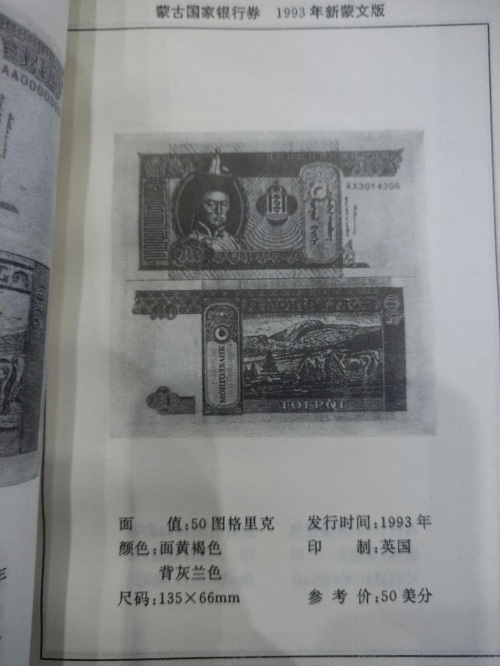 蒙古国家银行券 1993年新蒙文版
AA3014306
МОНГОЛБАНК
ТӨГРӨГ
面 值:50图格里克 发行时间:1993年
颜色:面黄褐色 印 制:英国
背灰兰色
尺码:135×66mm 参 考 价:50美分